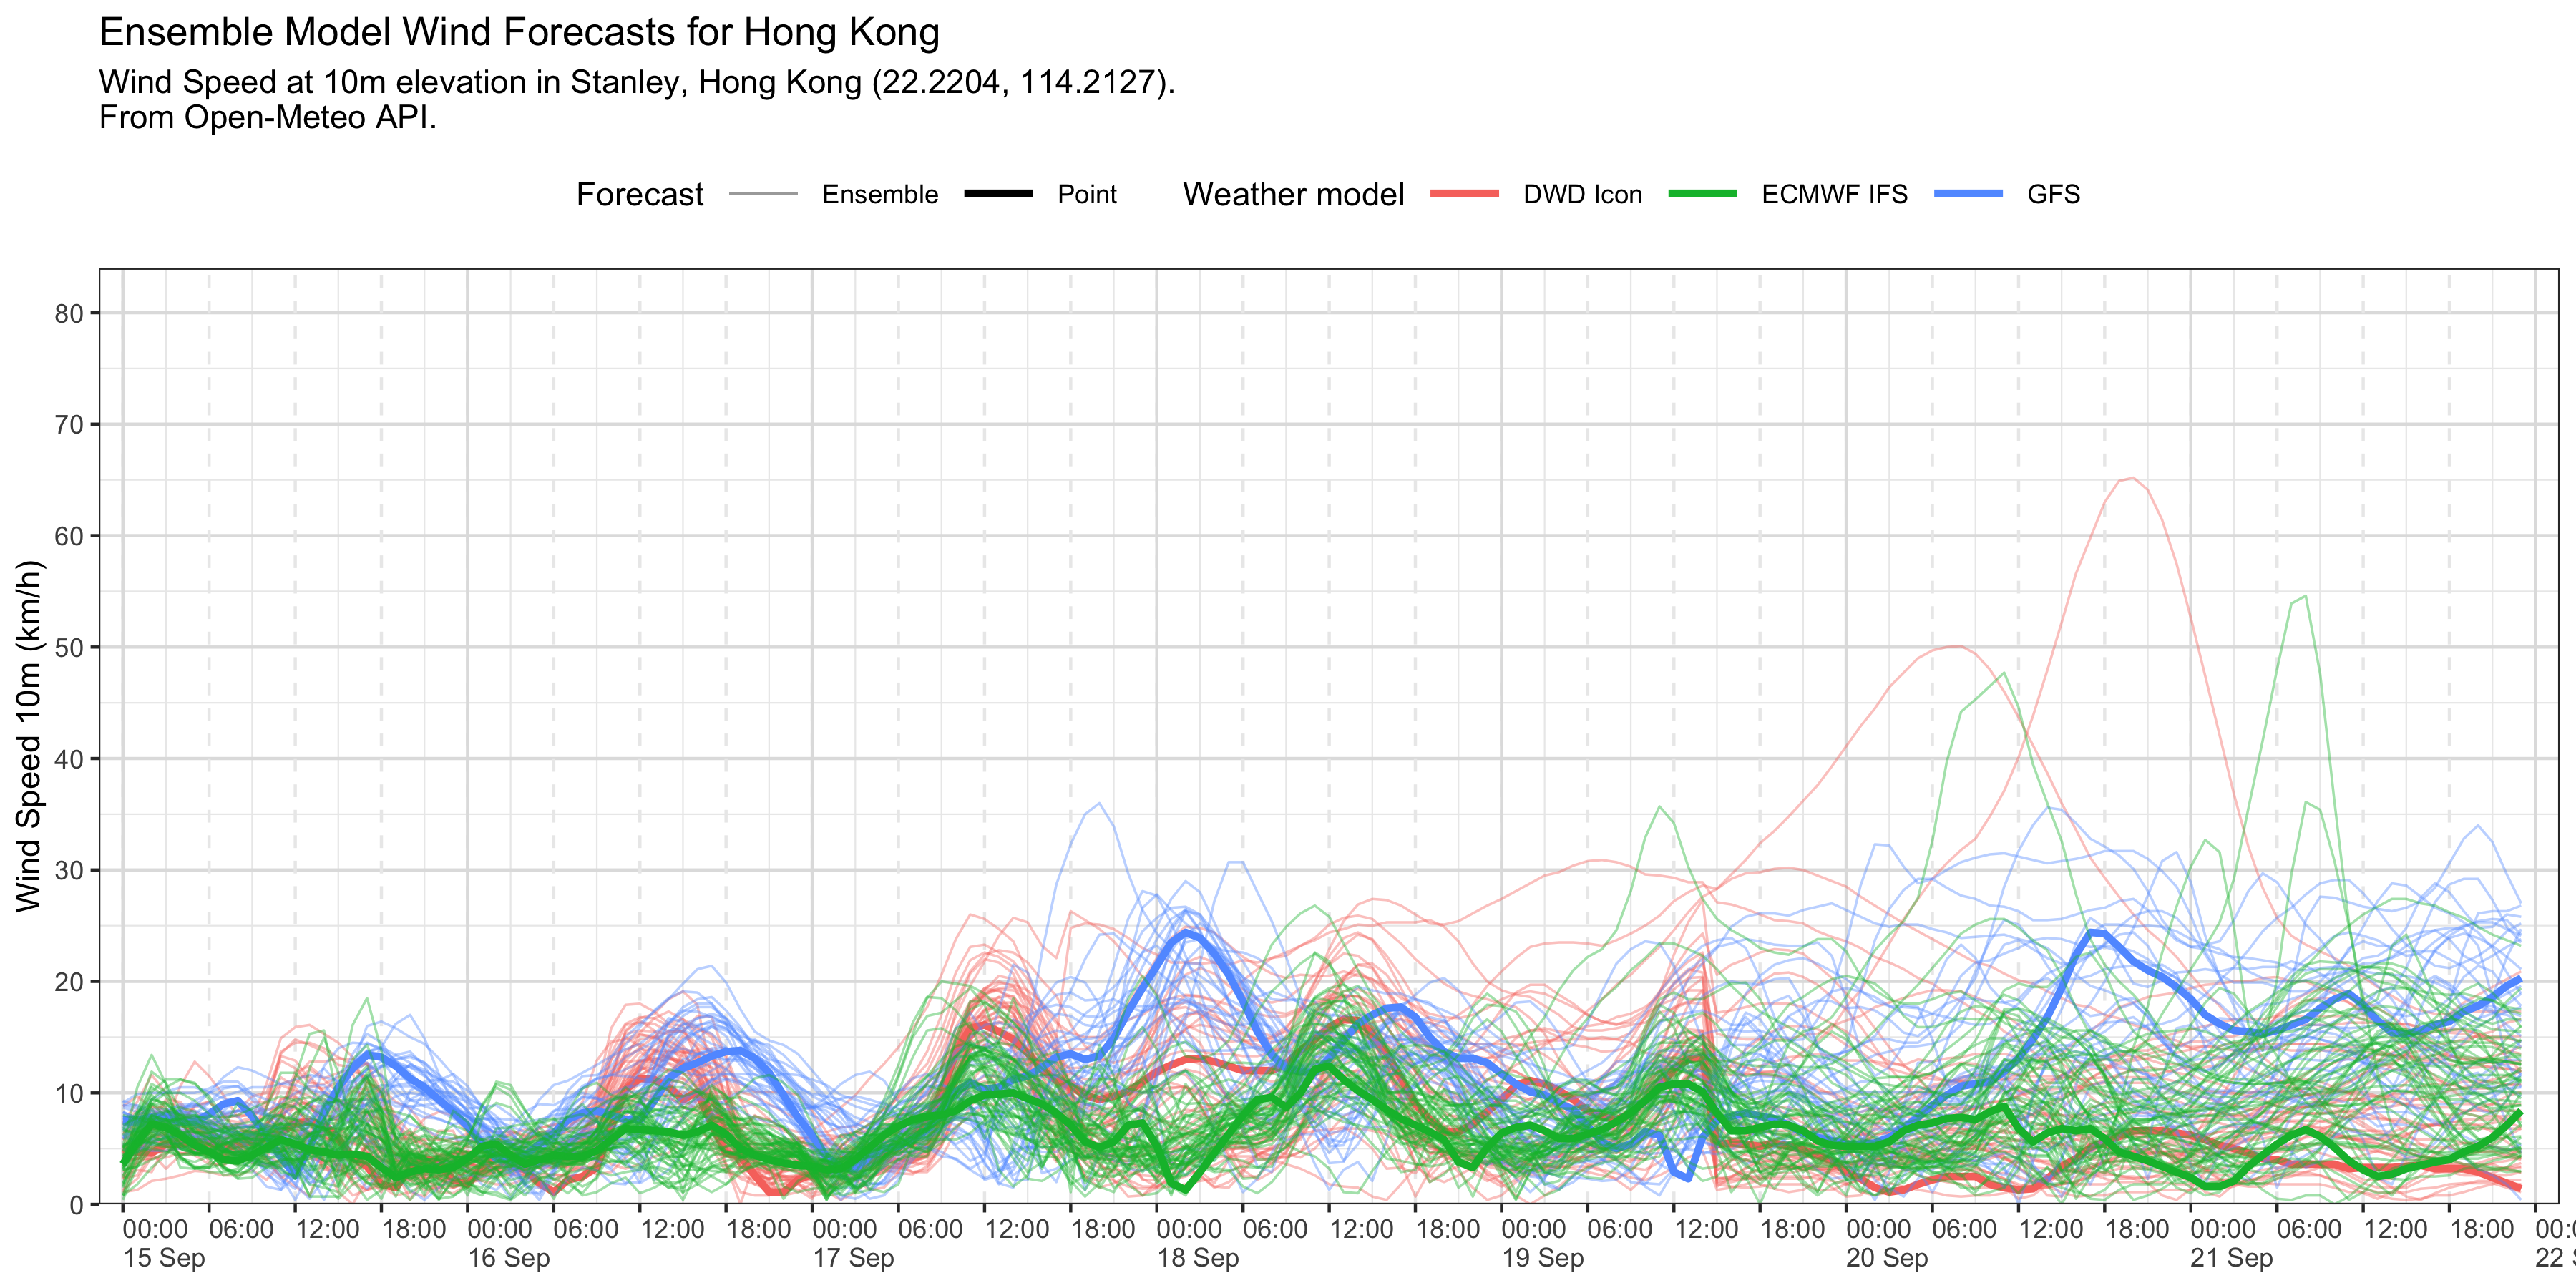 Ensemble Model Wind Forecasts for Hong Kong
Wind Speed at 10m elevation in Stanley, Hong Kong (22.2204, 114.2127).
From Open-Meteo API.
Forecast Ensemble Point Weather model DWD Icon ECMWF IFS GFS
Wind Speed 10m (km/h)
80
70
60
50
40
30
20
10
0
00:00 06:00 12:00 18:00 00:00 06:00 12:00 18:00 00:00 06:00 12:00 18:00 00:00 06:00 12:00 18:00 00:00 06:00 12:00 18:00 00:00 06:00 12:00 18:00 00:00 06:00 12:00 18:00 00:0
15 Sep 16 Sep 17 Sep 18 Sep 19 Sep 20 Sep 21 Sep 22 S